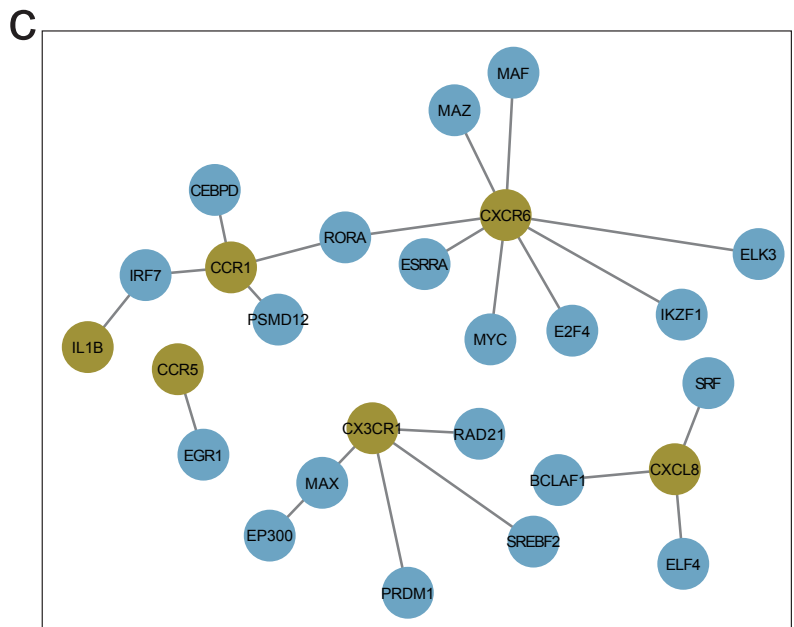 C
MAF
MAZ
CEBPD
CXCR6
RORA
ELK3
ESRRA
CCR1
IRF7
IKZF1
PSMD12
E2F4
MYC
IL1B
CCR5
SRF
CX3CR1
RAD21
EGR1
CXCL8
BCLAF1
MAX
EP300
SREBF2
ELF4
PRDM1